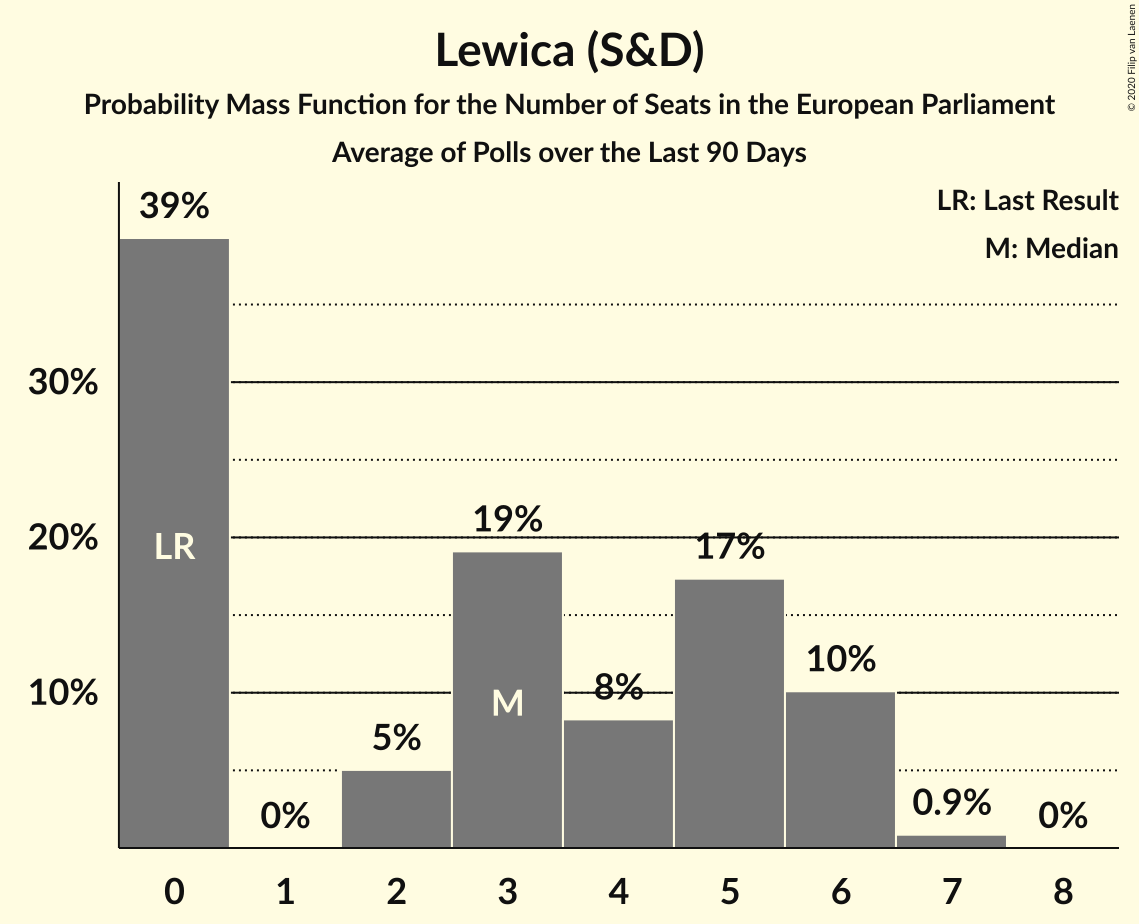 Lewica (S&D)
Probability Mass Function for the Number of Seats in the European Parliament
Average of Polls over the Last 90 Days
© 2020 Filip van Laenen
LR: Last Result
M: Median
39%
30%
20%
10%
LR
0%
5%
19%
M
8%
17%
10%
0.9%
0%
0 1 2 3 4 5 6 7 8